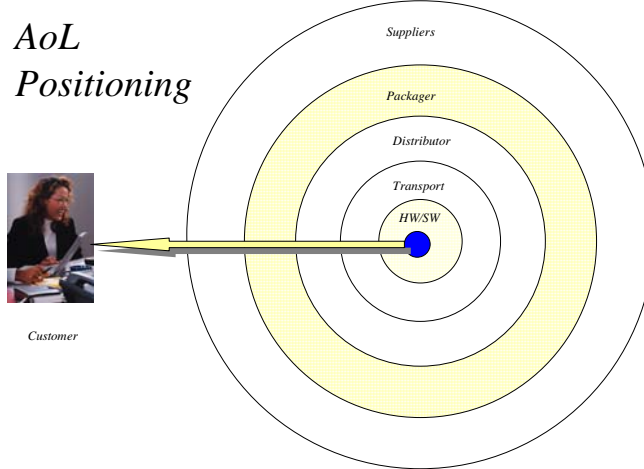 AoL
Positioning
Suppliers
Packager
Distributor
Transport
HW/SW
Customer